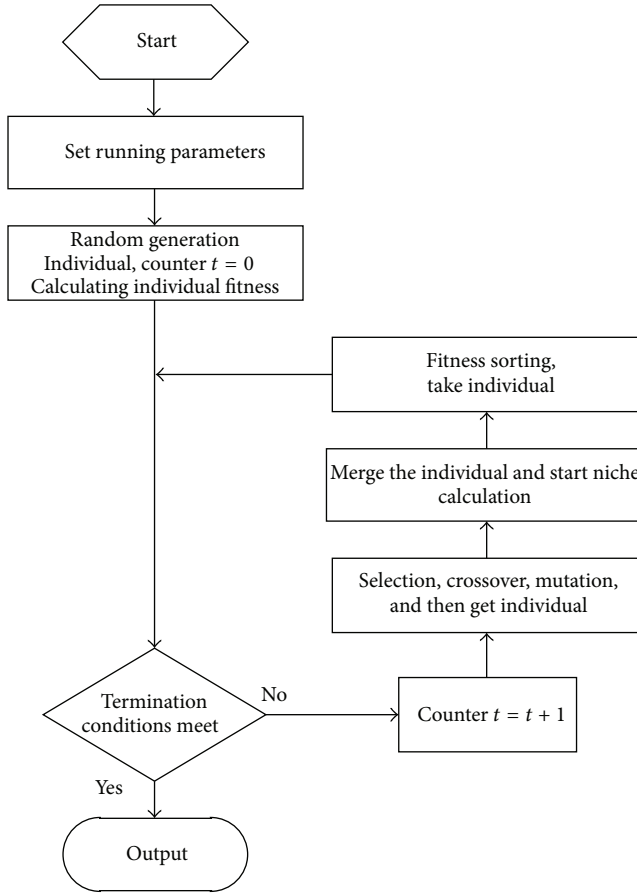 Start
Set running parameters
Random generation
Individual, counter t = 0
Calculating individual fitness
Fitness sorting,
take individual
Merge the individual and start niche
calculation
Selection, crossover, mutation,
and then get individual
Termination
conditions meet
No
Counter t = t + 1
Yes
Output